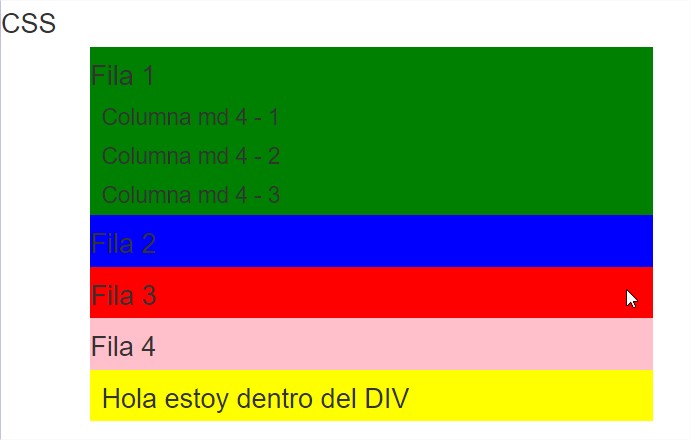 CSS
Fila 1
Columna md 4 - 1
Columna md 4 - 2
Columna md 4 - 3
Fila 2
Fila 3
Fila 4
Hola estoy dentro del DIV